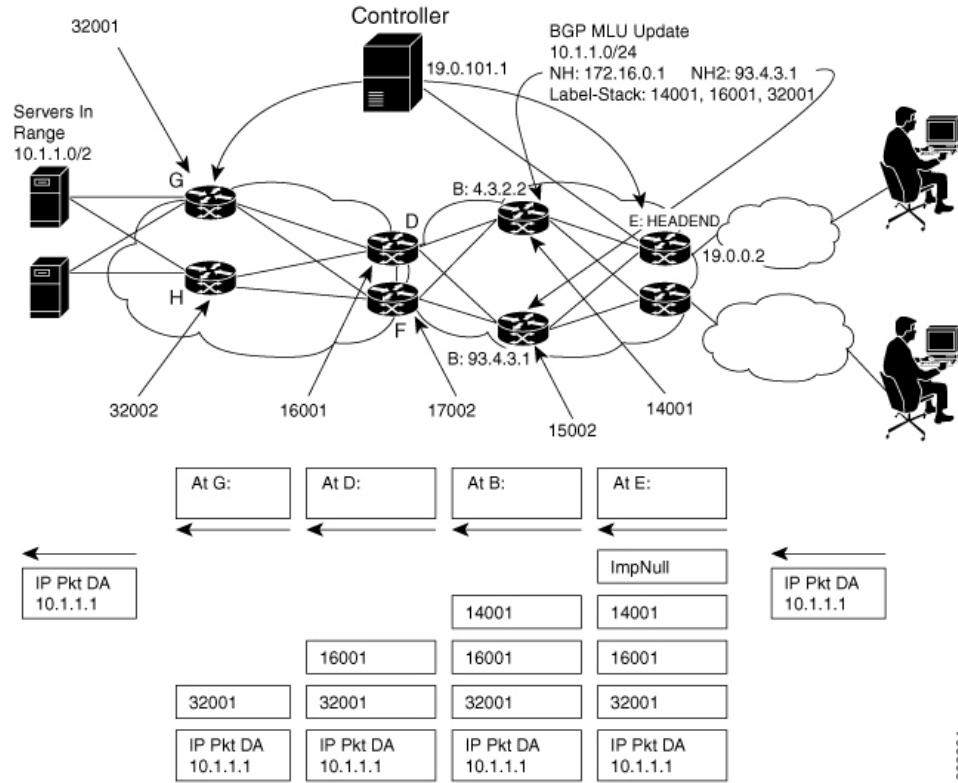 Controller
32001
BGP MLU Update
10.1.1.0/24
NH: 172.16.0.1 NH2: 93.4.3.1
Label-Stack: 14001, 16001, 32001
19.0.101.1
Servers In
Range
10.1.1.0/2
G
B: 4.3.2.2
D
E: HEADEND
19.0.0.2
H
F
B: 93.4.3.1
32002
16001
17002
15002
14001
At G:
At D:
At B:
At E:
ImpNull
IP Pkt DA
10.1.1.1
IP Pkt DA
10.1.1.1
14001
14001
16001
16001
16001
32001
32001
32001
32001
IP Pkt DA
10.1.1.1
IP Pkt DA
10.1.1.1
IP Pkt DA
10.1.1.1
IP Pkt DA
10.1.1.1